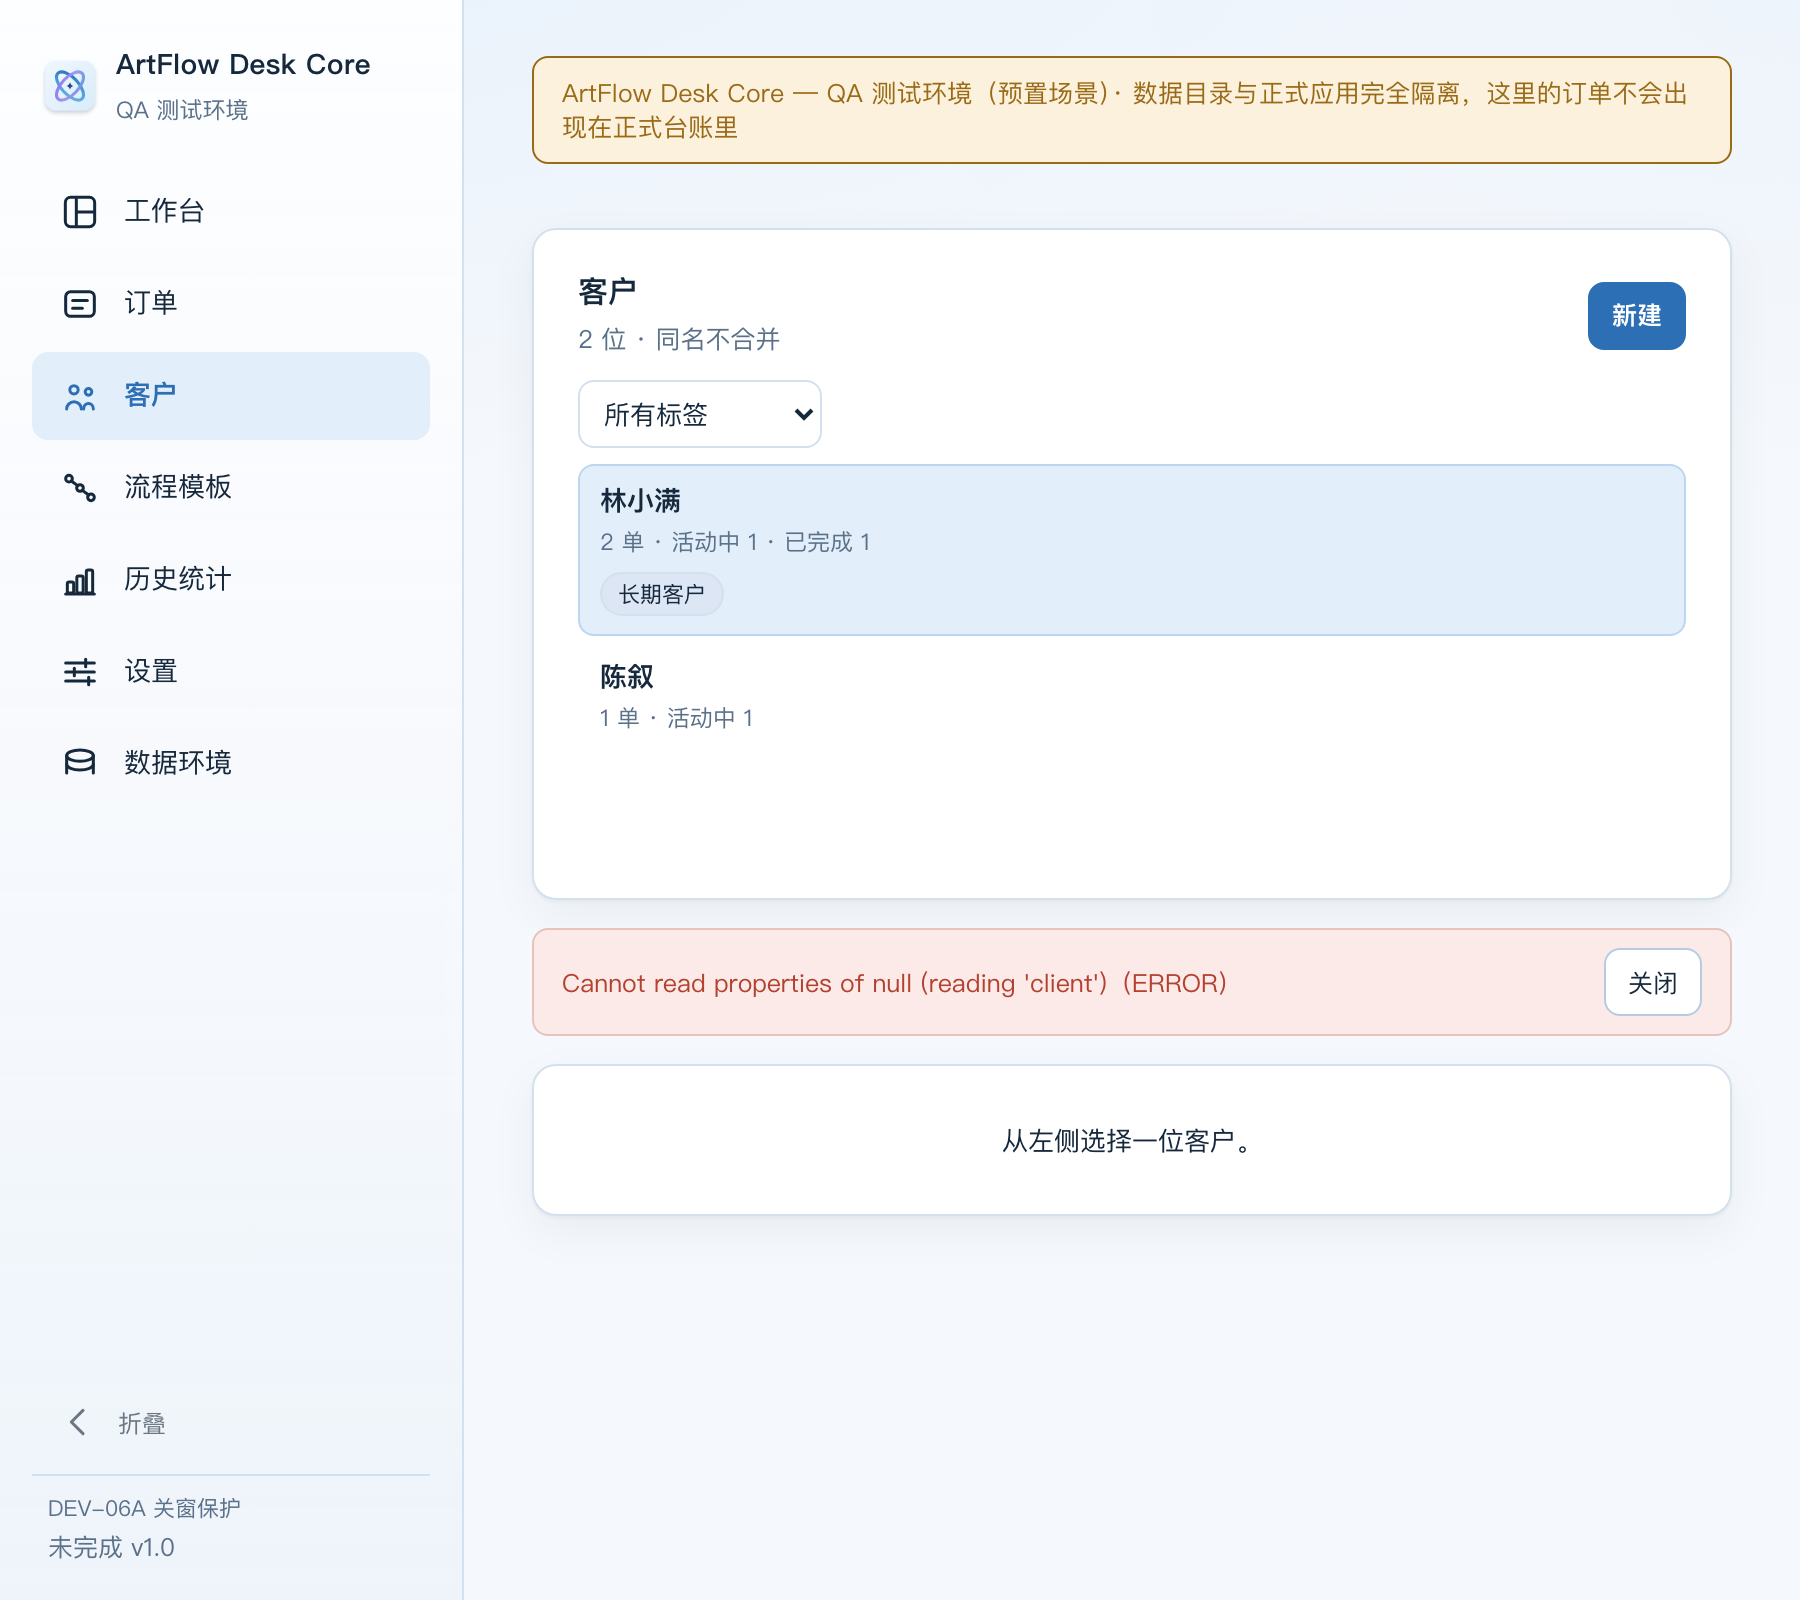 ArtFlow Desk Core
QA 测试环境
工作台
订单
客户
流程模板
历史统计
设置
数据环境
折叠
DEV-06A 关窗保护
未完成 v1.0
ArtFlow Desk Core — QA 测试环境（预置场景）· 数据目录与正式应用完全隔离，这里的订单不会出
现在正式台账里
客户
2 位 · 同名不合并
新建
所有标签
林小满
2 单 · 活动中 1 · 已完成 1
长期客户
陈叙
1 单 · 活动中 1
Cannot read properties of null (reading 'client')（ERROR）
关闭
从左侧选择一位客户。